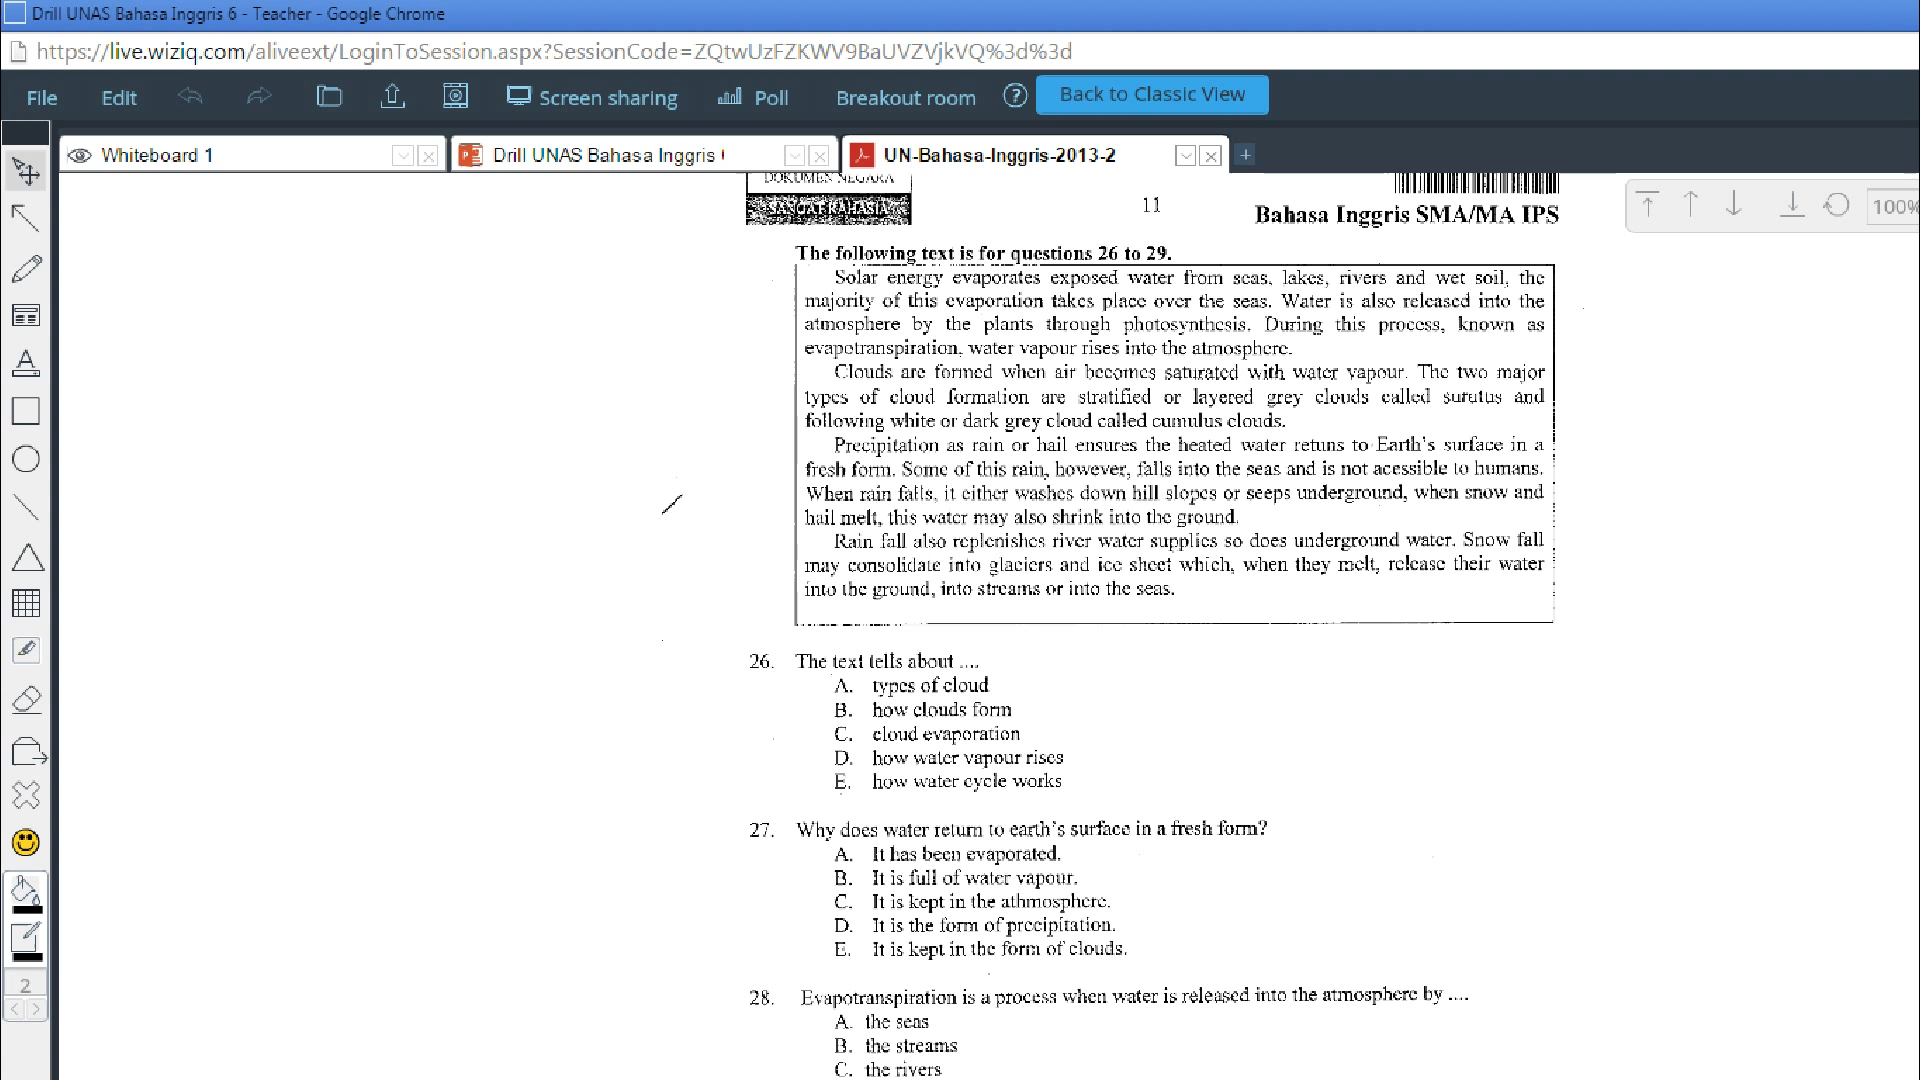 Drill UNAS Bahasa Inggris 6 - Teacher - Google Chrome
https://live.wiziq.com/aliveext/LoginToSession.aspx?SessionCode=ZQtwUzFZKWV9BaUVZVjkVQ%3d%3d
File Edit Screen sharing Poll Breakout room ? Back to Classic View
Whiteboard 1 Drill UNAS Bahasa Inggris UN-Bahasa-Inggris-2013-2 +
DOKUMEN NEGARA
SANGAT RAHASIA
11
Bahasa Inggris SMA/MA IPS
100%
The following text is for questions 26 to 29.
Solar energy evaporates exposed water from seas, lakes, rivers and wet soil, the
majority of this evaporation takes place over the seas. Water is also released into the
atmosphere by the plants through photosynthesis. During this process, known as
evapotranspiration, water vapour rises into the atmosphere.
Clouds are formed when air becomes saturated with water vapour. The two major
types of cloud formation are stratified or layered grey clouds called and
following white or dark grey cloud called cumulus clouds.
Precipitation as rain or hail ensures the heated water retuns to Earth's surface in a
fresh form. Some of this rain, however, falls into the seas and is not acessible to humans.
When rain falls, it either washes down hill slopes or seeps underground, when snow and
hail melt, this water may also shrink into the ground.
Rain fall also replenishes river water supplies so does underground water. Snow fall
may consolidate into glaciers and ice sheet which, when they melt, release their water
into the ground, into streams or into the seas.
26. The text tells about ....
A. types of cloud
B. how clouds form
C. cloud evaporation
D. how water vapour rises
E. how water cycle works
27. Why does water return to earth's surface in a fresh form?
A. It has been evaporated.
B. It is full of water vapour.
C. It is kept in the athmosphere.
D. It is the form of precipitation.
E. It is kept in the form of clouds.
28. Evapotranspiration is a process when water is released into the atmosphere by ....
A. the seas
B. the streams
C. the rivers
2